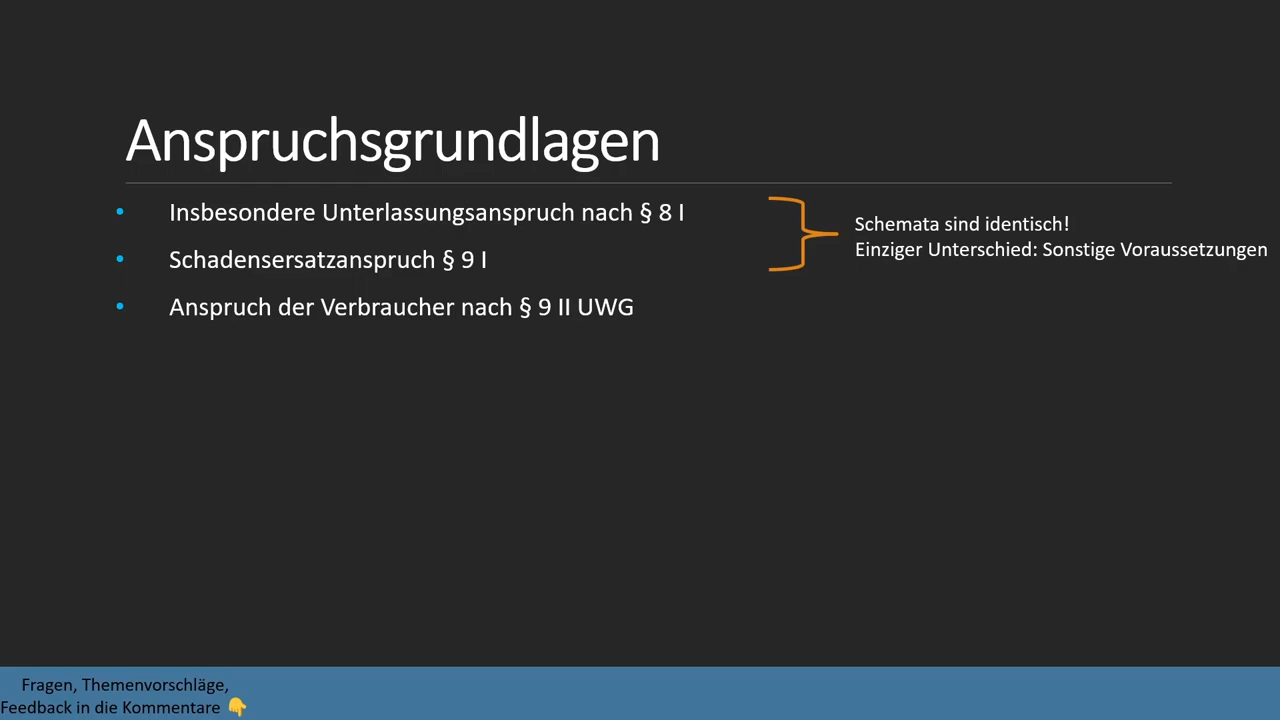 Anspruchsgrundlagen
• Insbesondere Unterlassungsanspruch nach § 8 I
• Schadensersatzanspruch § 9 I
• Anspruch der Verbraucher nach § 9 II UWG
Schemata sind identisch!
Einziger Unterschied: Sonstige Voraussetzungen
Fragen, Themenvorschläge,
Feedback in die Kommentare 👇